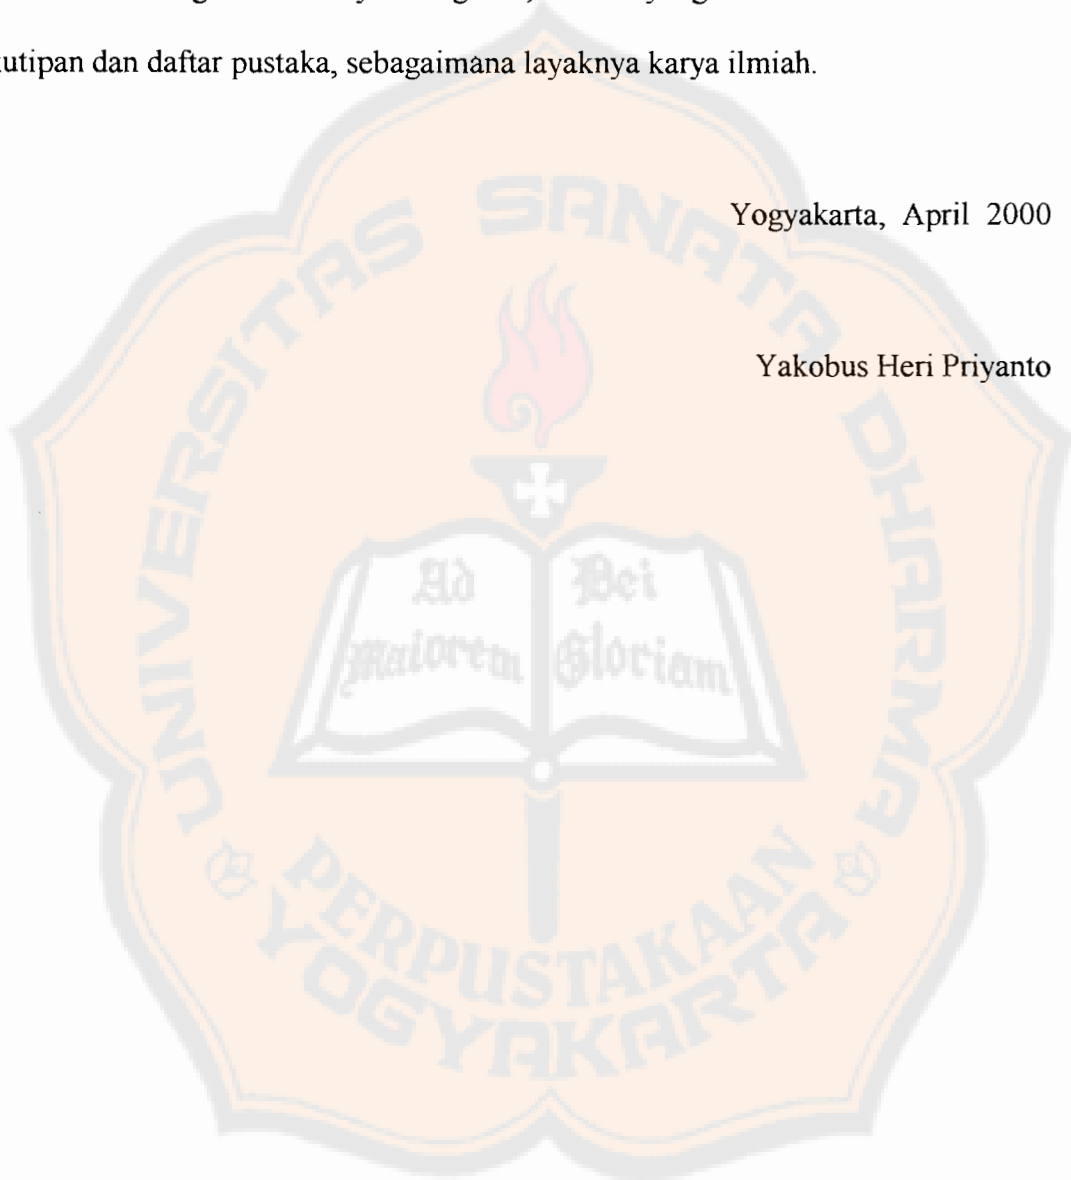 kutipan dan daftar pustaka, sebagaimana layaknya karya ilmiah.
Yogyakarta, April 2000
Yakobus Heri Priyanto
UNIVERSITAS SANATA DHARMA
Ad
Dei
Maiorem
Gloriam
PERPUSTAKAAN
YOGYAKARTA